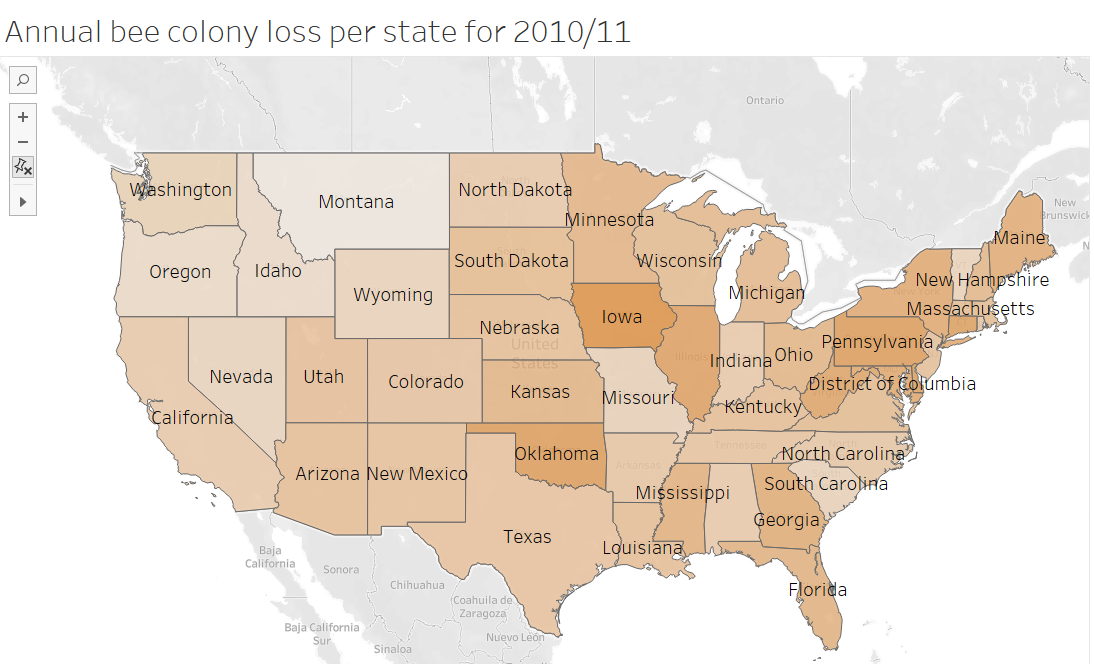 Annual bee colony loss per state for 2010/11
Ontario
Washington
Montana
North Dakota
Minnesota
New
Brunswick
Maine
Oregon
Idaho
South Dakota
Wisconsin
Wyoming
Michigan
New Hampshire
Massachusetts
Iowa
Nebraska
United
States
Pennsylvania
Illinois
Indiana
Ohio
Nevada
Utah
Colorado
Kansas
Missouri
District of Columbia
Kentucky
California
Tennessee
North Carolina
Oklahoma
Arkansas
Arizona
New Mexico
South Carolina
Mississippi
Georgia
Texas
Louisiana
Baja
California
Sonora
Chihuahua
Florida
Coahuila de
Zaragoza
Baja California
Sur
Nuevo León
Sinaloa